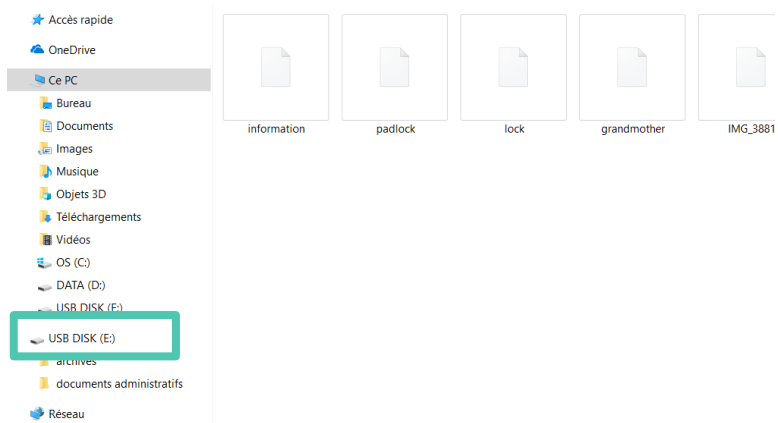 Accès rapide
OneDrive
Ce PC
Bureau
Documents
Images
Musique
Objets 3D
Téléchargements
Vidéos
OS (C:)
DATA (D:)
USB DISK (E:)
USB DISK (E:)
archives
documents administratifs
Réseau
information
padlock
lock
grandmother
IMG_3881